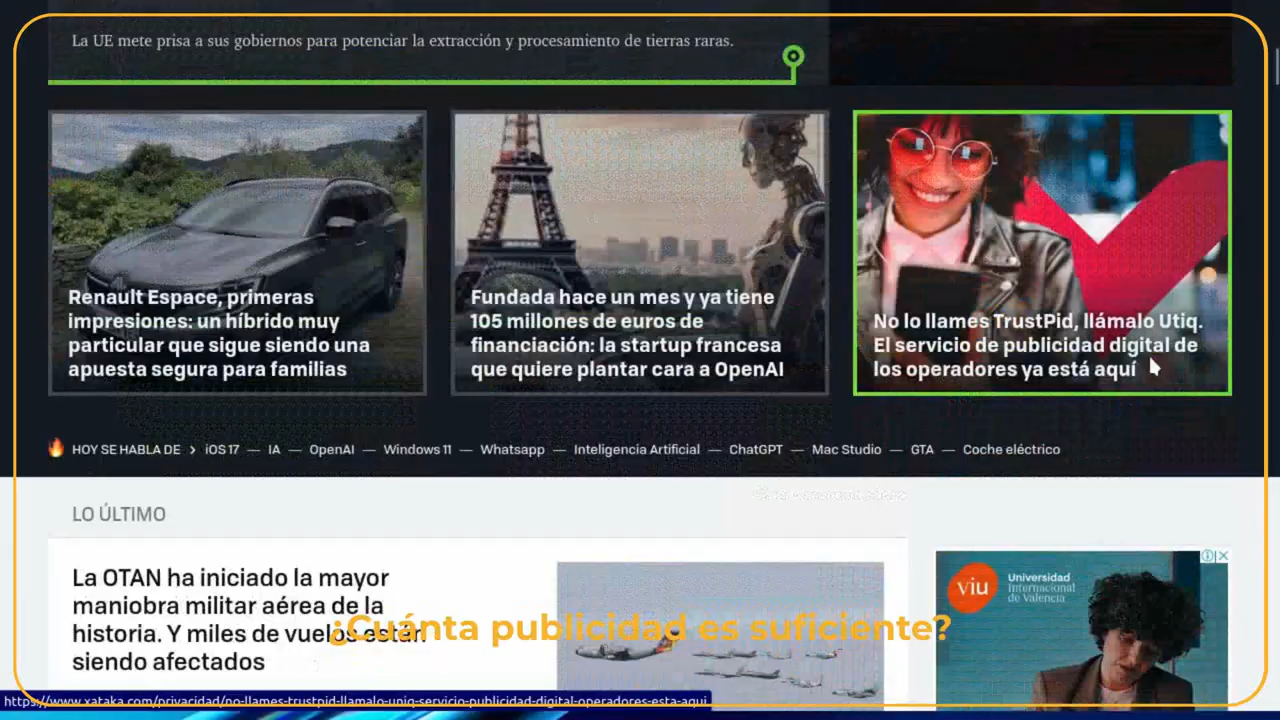 La UE mete prisa a sus gobiernos para potenciar la extracción y procesamiento de tierras raras.
Renault Espace, primeras
impresiones: un híbrido muy
particular que sigue siendo una
apuesta segura para familias
Fundada hace un mes y ya tiene
105 millones de euros de
financiación: la startup francesa
que quiere plantar cara a OpenAI
No lo llames TrustPid, llámalo Utiq.
El servicio de publicidad digital de
los operadores ya está aquí
HOY SE HABLA DE > iOS 17 — IA — OpenAI — Windows 11 — Whatsapp — Inteligencia Artificial — ChatGPT — Mac Studio — GTA — Coche eléctrico
LO ÚLTIMO
La OTAN ha iniciado la mayor
maniobra militar aérea de la
historia. Y miles de vuelos están
siendo afectados
¿Cuánta publicidad es suficiente?
viu
Universidad
Internacional
de Valencia
https://www.xataka.com/privacidad/no-llames-trustpid-llamalo-uniq-servicio-publicidad-digital-operadores-esta-aqui